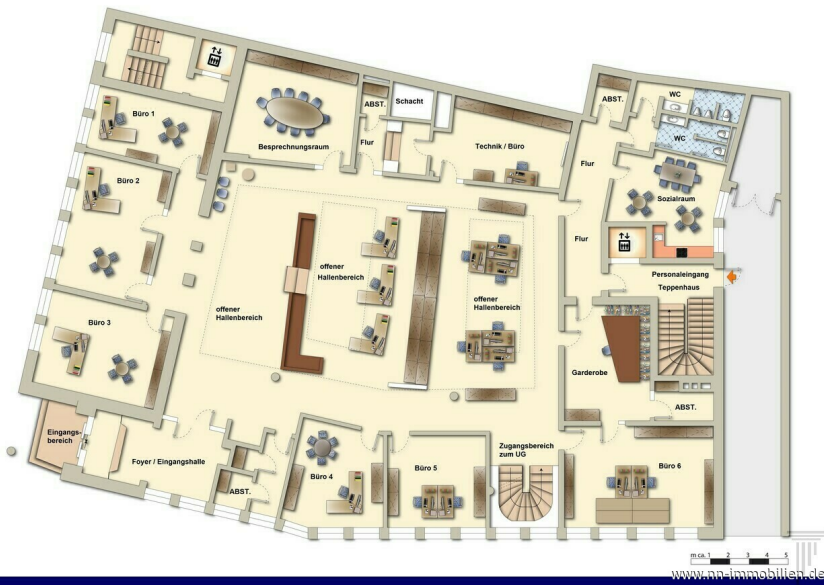 Büro 1
Besprechnungsraum
ABST.
Schacht
Flur
Technik / Büro
ABST.
WC
WC
Flur
Sozialraum
Büro 2
Flur
offener
Hallenbereich
offener
Hallenbereich
offener
Hallenbereich
Personaleingang
Teppenhaus
Büro 3
Garderobe
ABST.
Eingangs-
bereich
Foyer / Eingangshalle
ABST.
Büro 4
Büro 5
Zugangsbereich
zum UG
Büro 6
m ca. 1 2 3 4 5
www.nn-immobilien.de